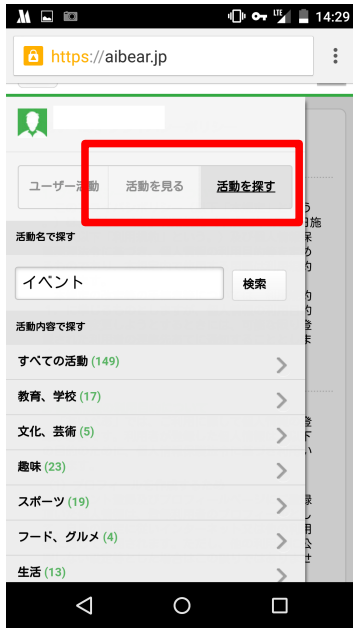 LTE 14:29
https://aibear.jp
ユーザー活動 活動を見る 活動を探す
活動名で探す
イベント 検索
活動内容で探す
すべての活動 (149)
教育、学校 (17)
文化、芸術 (5)
趣味 (23)
スポーツ (19)
フード、グルメ (4)
生活 (13)